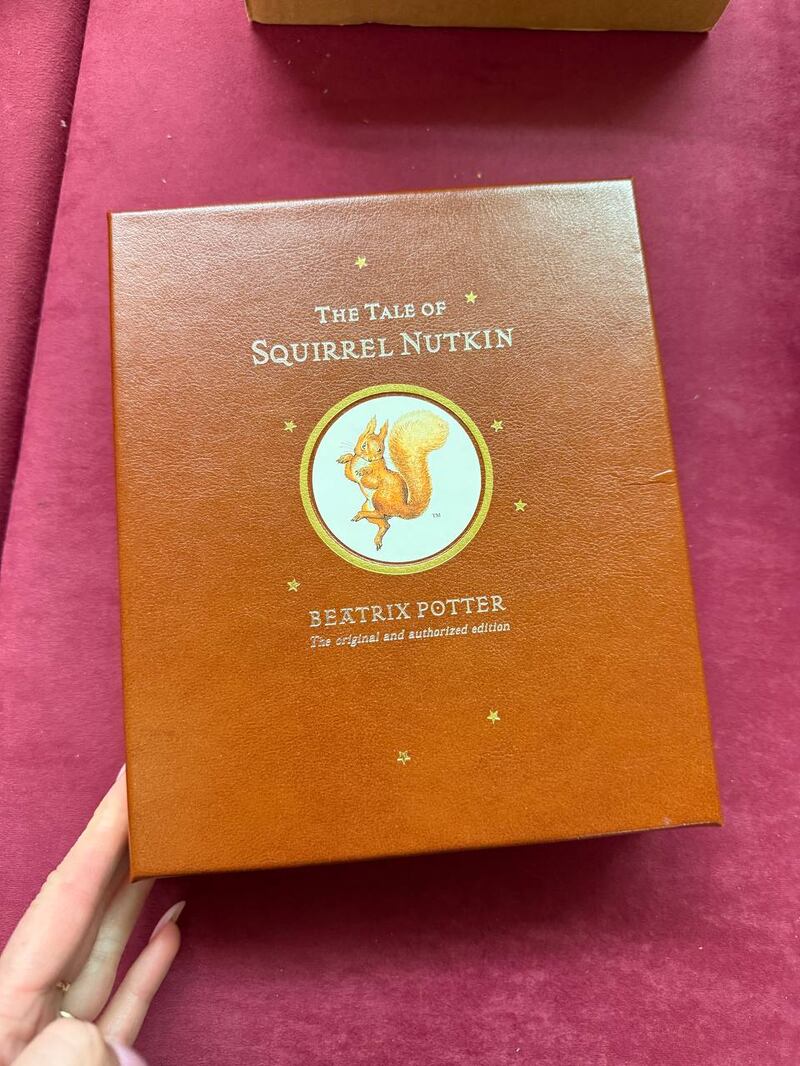 The Tale of
Squirrel Nutkin
TM
BEATRIX POTTER
The original and authorized edition